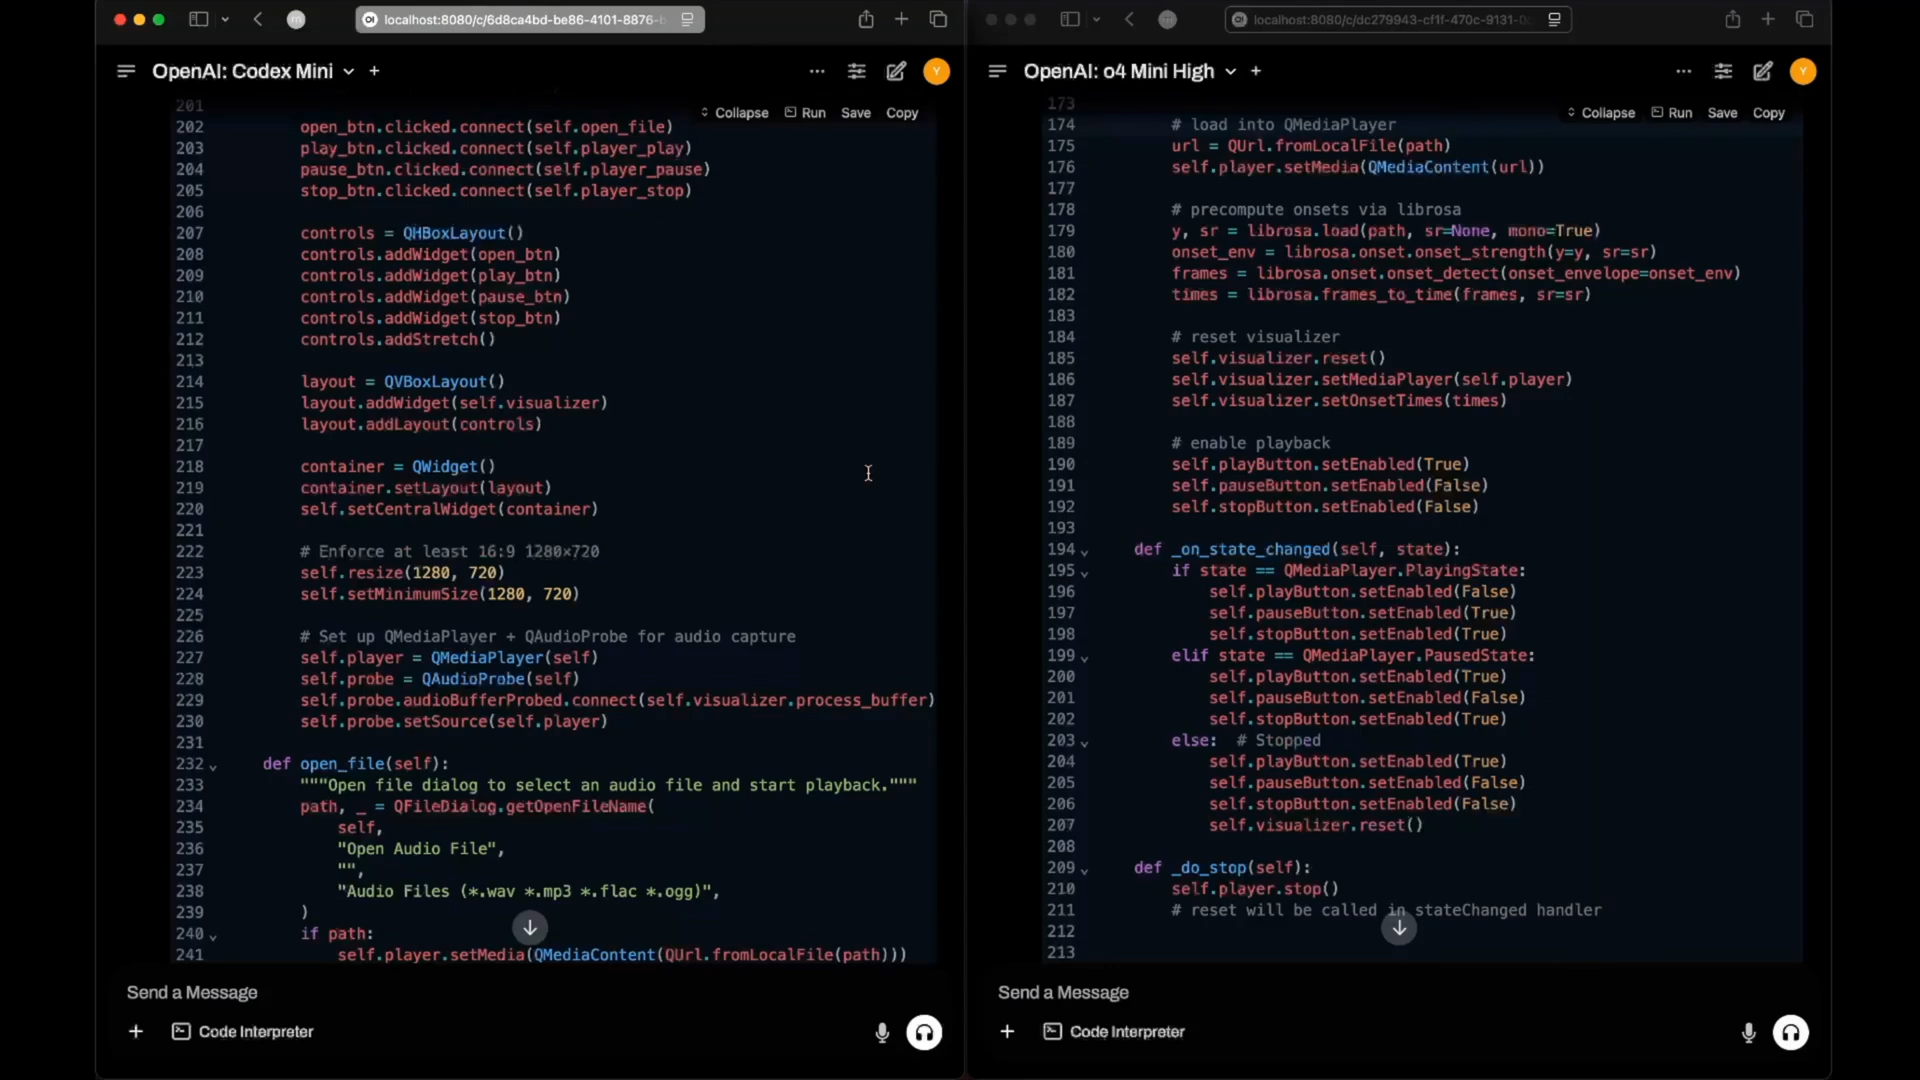 localhost:8080/c/6d8ca4bd-be86-4101-8876-b
OpenAI: Codex Mini
Y
Collapse Run Save Copy
201
202 open_btn.clicked.connect(self.open_file)
203 play_btn.clicked.connect(self.player_play)
204 pause_btn.clicked.connect(self.player_pause)
205 stop_btn.clicked.connect(self.player_stop)
206
207 controls = QHBoxLayout()
208 controls.addWidget(open_btn)
209 controls.addWidget(play_btn)
210 controls.addWidget(pause_btn)
211 controls.addWidget(stop_btn)
212 controls.addStretch()
213
214 layout = QVBoxLayout()
215 layout.addWidget(self.visualizer)
216 layout.addLayout(controls)
217
218 container = QWidget()
219 container.setLayout(layout)
220 self.setCentralWidget(container)
221
222 # Enforce at least 16:9 1280×720
223 self.resize(1280, 720)
224 self.setMinimumSize(1280, 720)
225
226 # Set up QMediaPlayer + QAudioProbe for audio capture
227 self.player = QMediaPlayer(self)
228 self.probe = QAudioProbe(self)
229 self.probe.audioBufferProbed.connect(self.visualizer.process_buffer)
230 self.probe.setSource(self.player)
231
232 def open_file(self):
233 """Open file dialog to select an audio file and start playback."""
234 path, _ = QFileDialog.getOpenFileName(
235 self,
236 "Open Audio File",
237 "",
238 "Audio Files (*.wav *.mp3 *.flac *.ogg)",
239 )
240 if path:
241 self.player.setMedia(QMediaContent(QUrl.fromLocalFile(path)))
Send a Message
Code Interpreter
localhost:8080/c/dc279943-cf1f-470c-9131-0
OpenAI: o4 Mini High
Y
Collapse Run Save Copy
173
174 # load into QMediaPlayer
175 url = QUrl.fromLocalFile(path)
176 self.player.setMedia(QMediaContent(url))
177
178 # precompute onsets via librosa
179 y, sr = librosa.load(path, sr=None, mono=True)
180 onset_env = librosa.onset.onset_strength(y=y, sr=sr)
181 frames = librosa.onset.onset_detect(onset_envelope=onset_env)
182 times = librosa.frames_to_time(frames, sr=sr)
183
184 # reset visualizer
185 self.visualizer.reset()
186 self.visualizer.setMediaPlayer(self.player)
187 self.visualizer.setOnsetTimes(times)
188
189 # enable playback
190 self.playButton.setEnabled(True)
191 self.pauseButton.setEnabled(False)
192 self.stopButton.setEnabled(False)
193
194 def _on_state_changed(self, state):
195 if state == QMediaPlayer.PlayingState:
196 self.playButton.setEnabled(False)
197 self.pauseButton.setEnabled(True)
198 self.stopButton.setEnabled(True)
199 elif state == QMediaPlayer.PausedState:
200 self.playButton.setEnabled(True)
201 self.pauseButton.setEnabled(False)
202 self.stopButton.setEnabled(True)
203 else: # Stopped
204 self.playButton.setEnabled(True)
205 self.pauseButton.setEnabled(False)
206 self.stopButton.setEnabled(False)
207 self.visualizer.reset()
208
209 def _do_stop(self):
210 self.player.stop()
211 # reset will be called in stateChanged handler
212
213
Send a Message
Code Interpreter